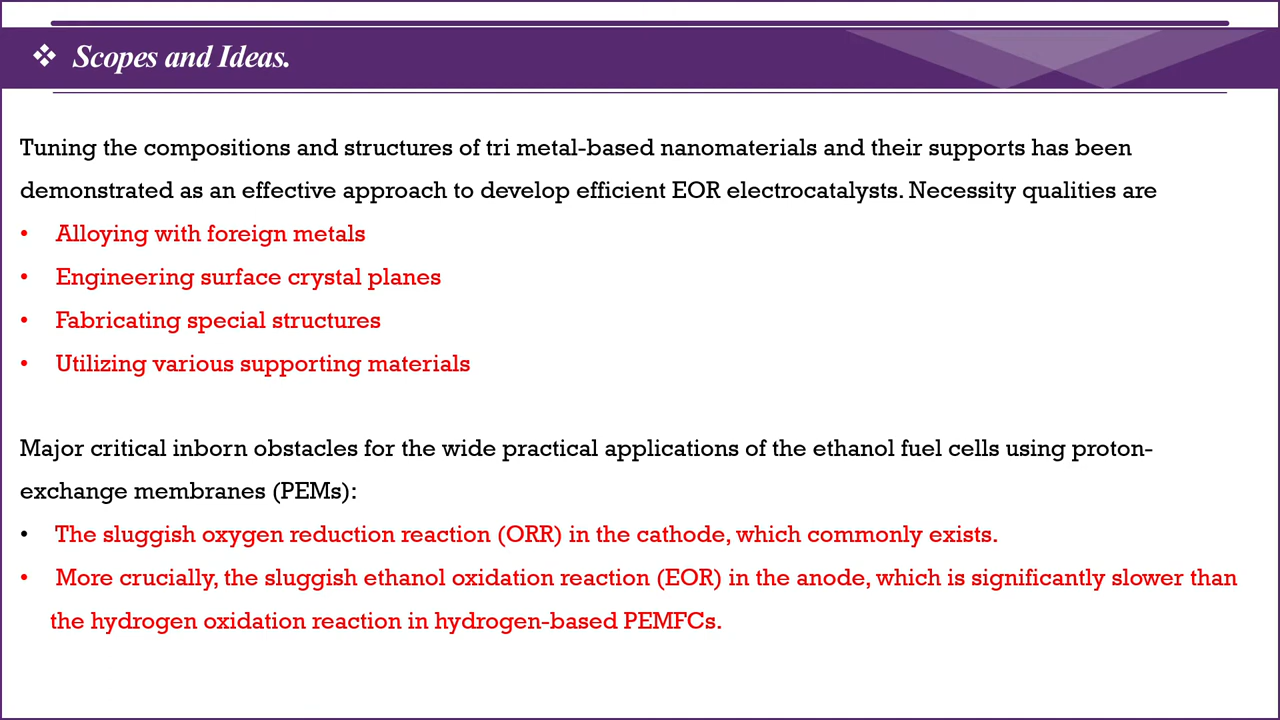 ❖ Scopes and Ideas.
Tuning the compositions and structures of tri metal-based nanomaterials and their supports has been
demonstrated as an effective approach to develop efficient EOR electrocatalysts. Necessity qualities are
• Alloying with foreign metals
• Engineering surface crystal planes
• Fabricating special structures
• Utilizing various supporting materials
Major critical inborn obstacles for the wide practical applications of the ethanol fuel cells using proton-
exchange membranes (PEMs):
• The sluggish oxygen reduction reaction (ORR) in the cathode, which commonly exists.
• More crucially, the sluggish ethanol oxidation reaction (EOR) in the anode, which is significantly slower than
the hydrogen oxidation reaction in hydrogen-based PEMFCs.